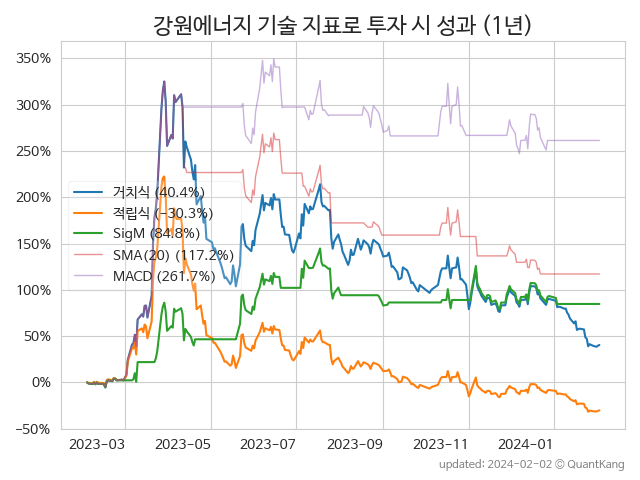 강원에너지 기술 지표로 투자 시 성과 (1년)
350%
300%
250%
200%
150%
100%
50%
0%
−50%
거치식 (40.4%)
적립식 (−30.3%)
SigM (84.8%)
SMA(20) (117.2%)
MACD (261.7%)
2023−03
2023−05
2023−07
2023−09
2023−11
2024−01
updated: 2024−02−02 © QuantKang